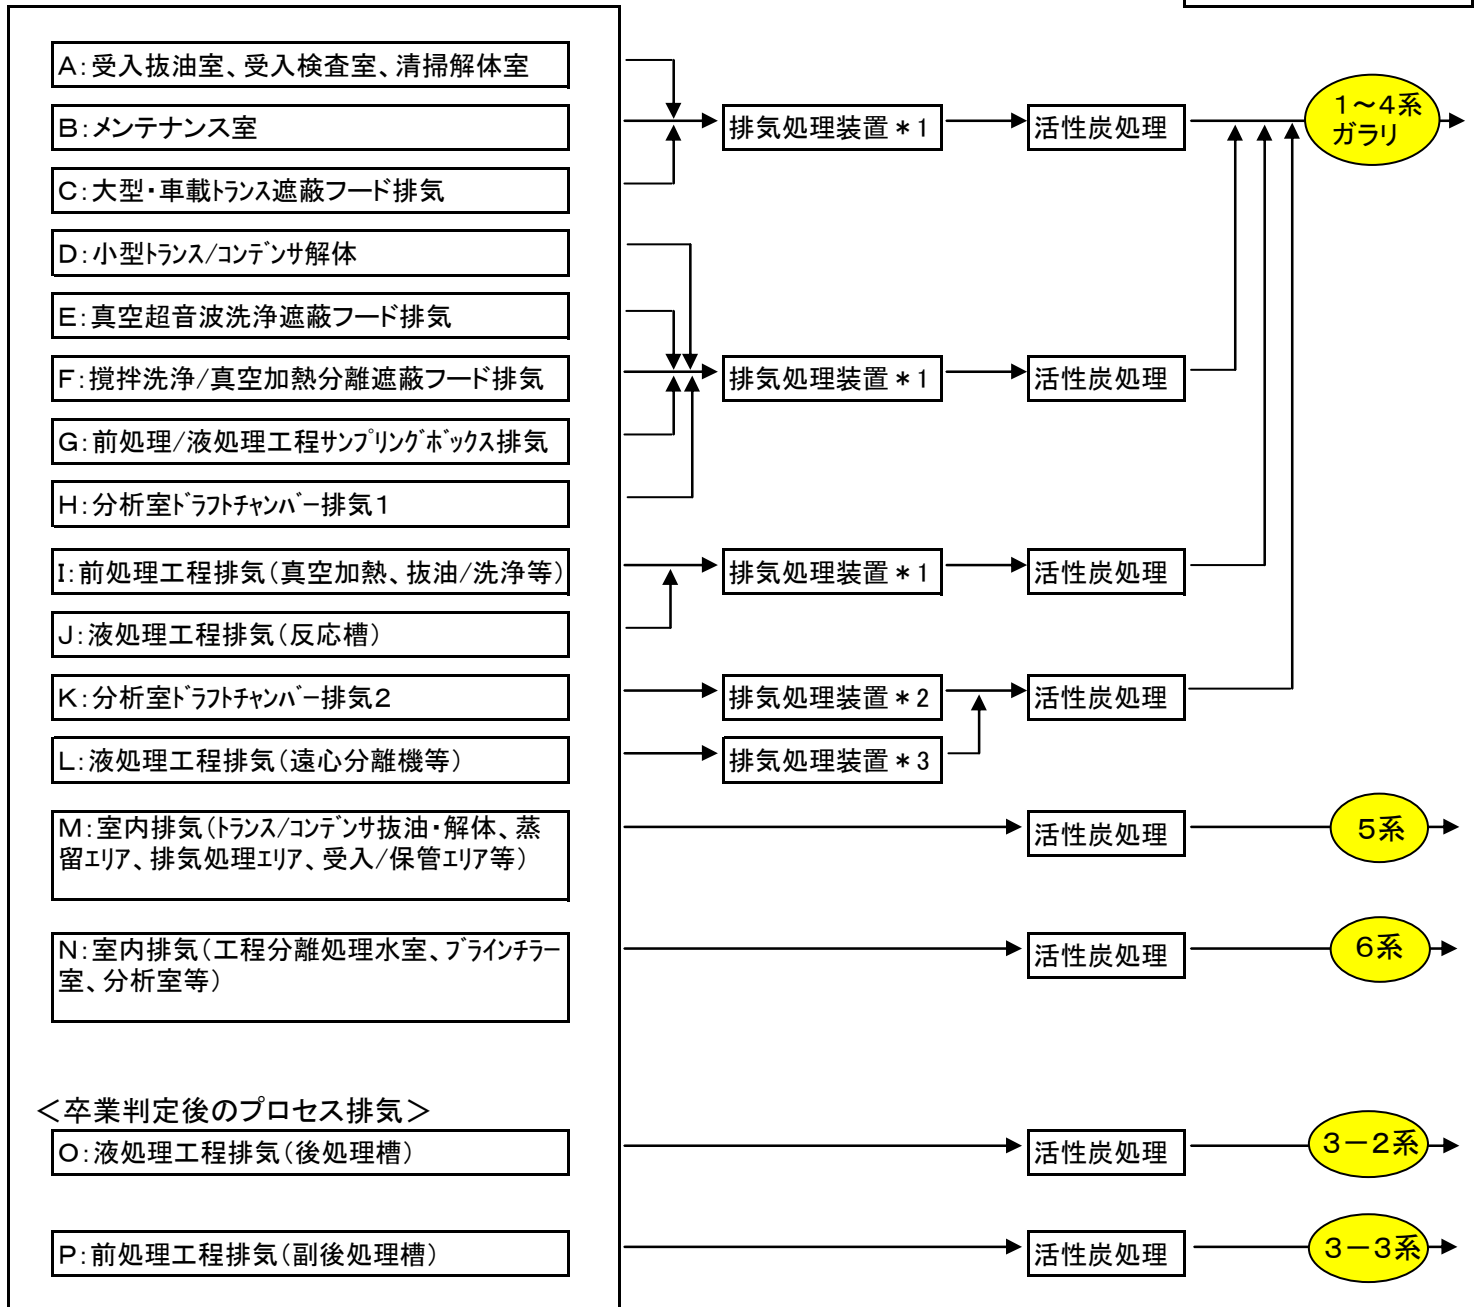 A：受入抜油室、受入検査室、清掃解体室
B：メンテナンス室
C：大型・車載ﾄﾗﾝｽ遮蔽フード排気
排気処理装置＊1
活性炭処理
1～4系
ガラリ
D：小型ﾄﾗﾝｽ/ｺﾝﾃﾞﾝｻ解体
E：真空超音波洗浄遮蔽フード排気
F：撹拌洗浄/真空加熱分離遮蔽フード排気
G：前処理/液処理工程ｻﾝﾌﾟﾘﾝｸﾞﾎﾞｯｸｽ排気
H：分析室ﾄﾞﾗﾌﾄﾁｬﾝﾊﾞｰ排気1
排気処理装置＊1
活性炭処理
I：前処理工程排気（真空加熱、抜油/洗浄等）
J：液処理工程排気（反応槽）
排気処理装置＊1
活性炭処理
K：分析室ﾄﾞﾗﾌﾄﾁｬﾝﾊﾞｰ排気2
排気処理装置＊2
活性炭処理
L：液処理工程排気（遠心分離機等）
排気処理装置＊3
M：室内排気（ﾄﾗﾝｽ/ｺﾝﾃﾞﾝｻ抜油・解体、蒸
留ｴﾘｱ、排気処理ｴﾘｱ、受入/保管ｴﾘｱ等）
活性炭処理
5系
N：室内排気（工程分離処理水室、ﾌﾞﾗｲﾝﾁﾗｰ
室、分析室等）
活性炭処理
6系
＜卒業判定後のプロセス排気＞
O：液処理工程排気（後処理槽）
活性炭処理
3－2系
P：前処理工程排気（副後処理槽）
活性炭処理
3－3系